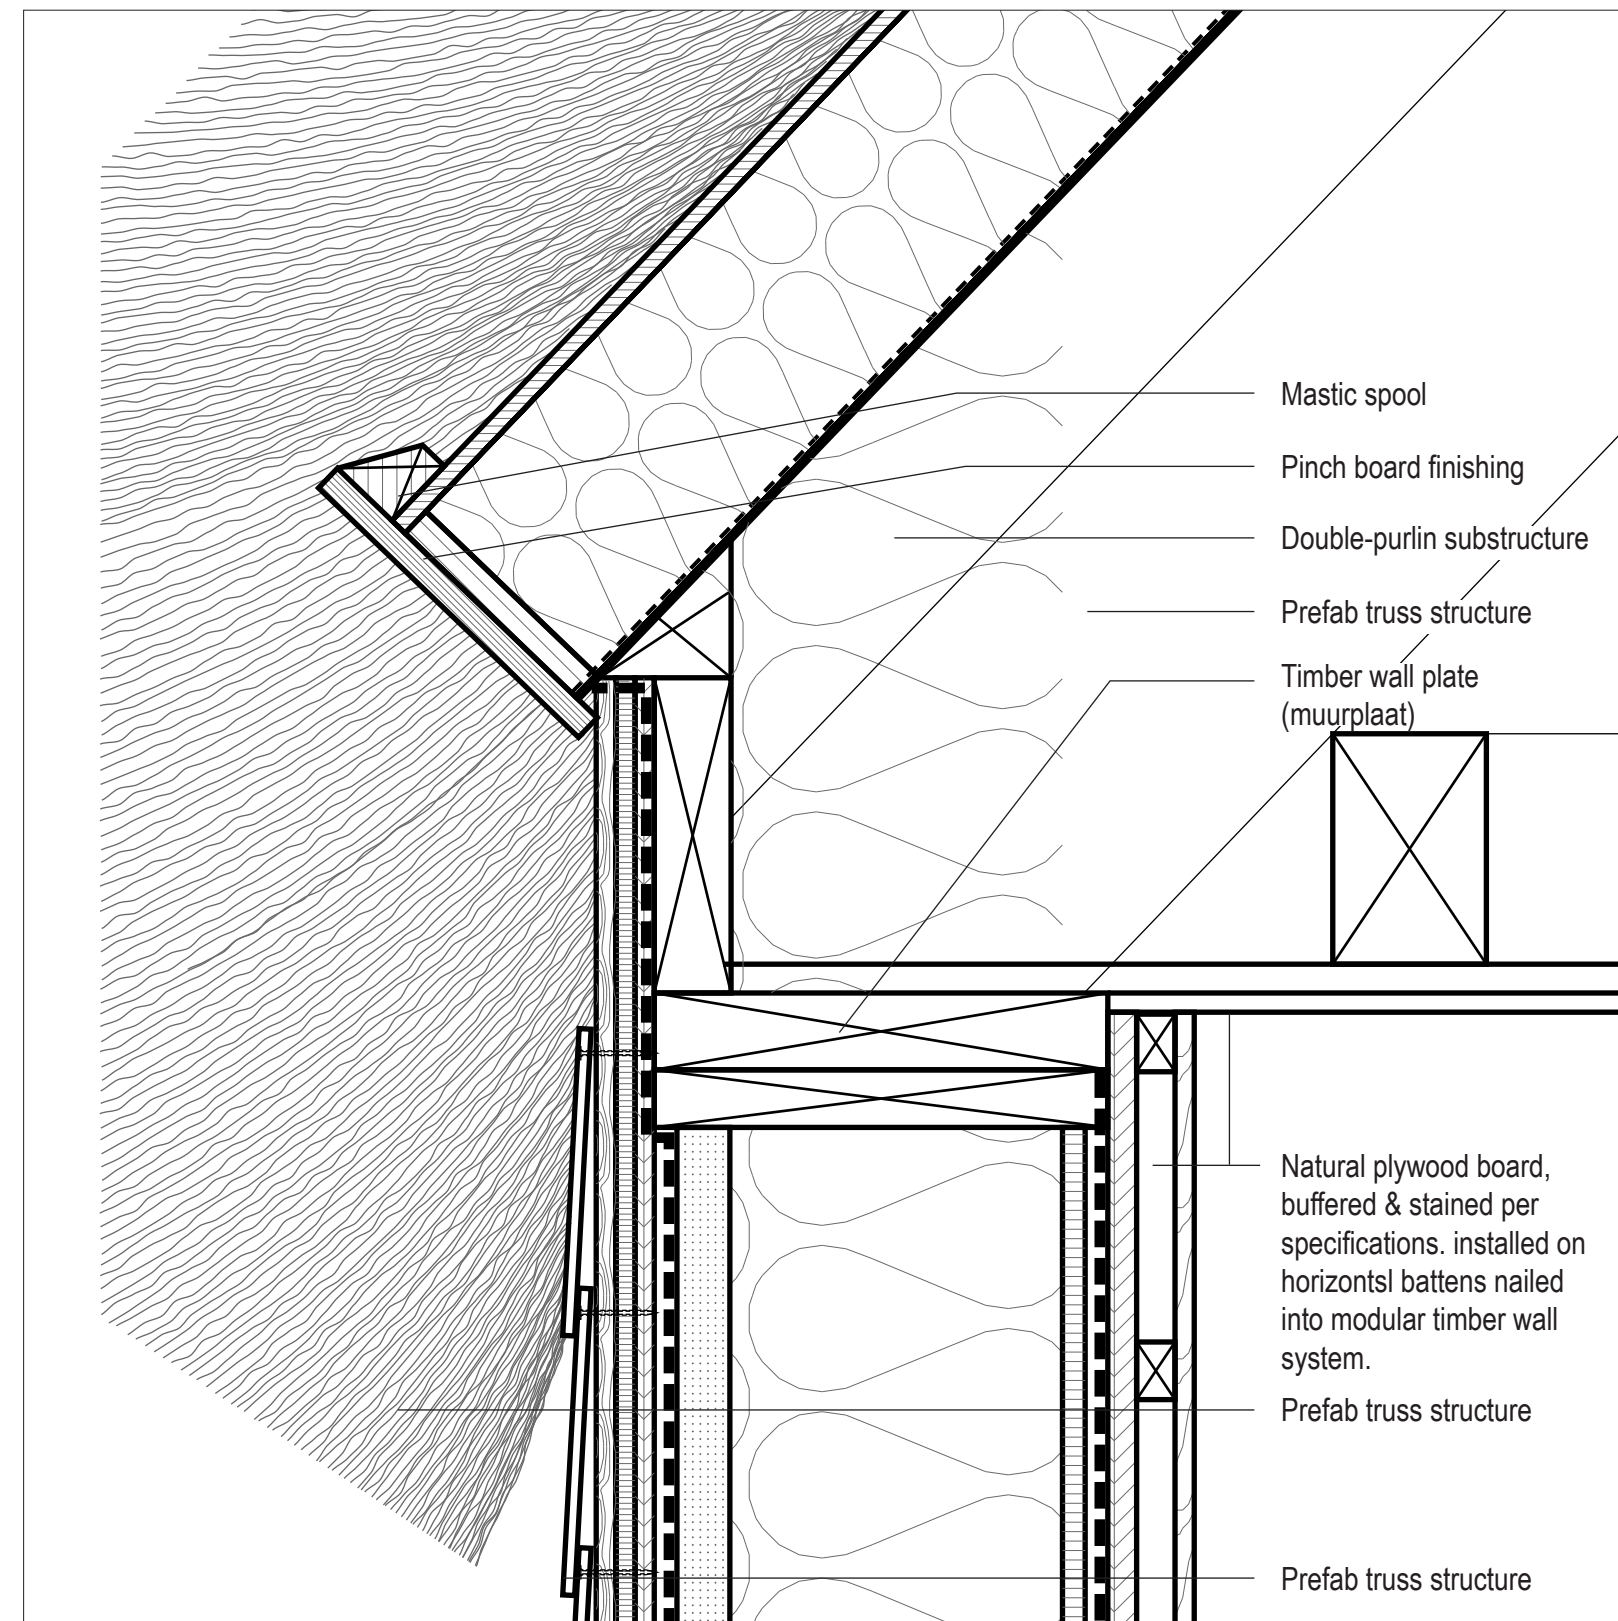 Mastic spool
Pinch board finishing
Double-purlin substructure
Prefab truss structure
Timber wall plate
(muurplaat)
Natural plywood board,
buffered & stained per
specifications. installed on
horizontsl battens nailed
into modular timber wall
system.
Prefab truss structure
Prefab truss structure